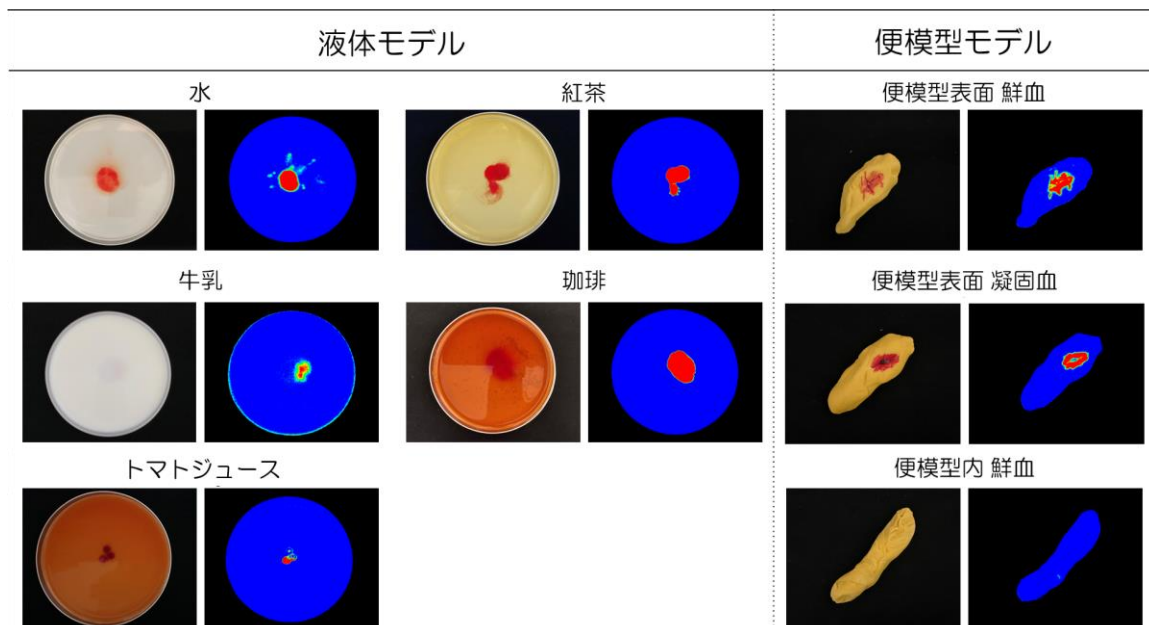 液体モデル
便模型モデル
水
紅茶
便模型表面 鮮血
牛乳
珈琲
便模型表面 凝固血
トマトジュース
便模型内 鮮血